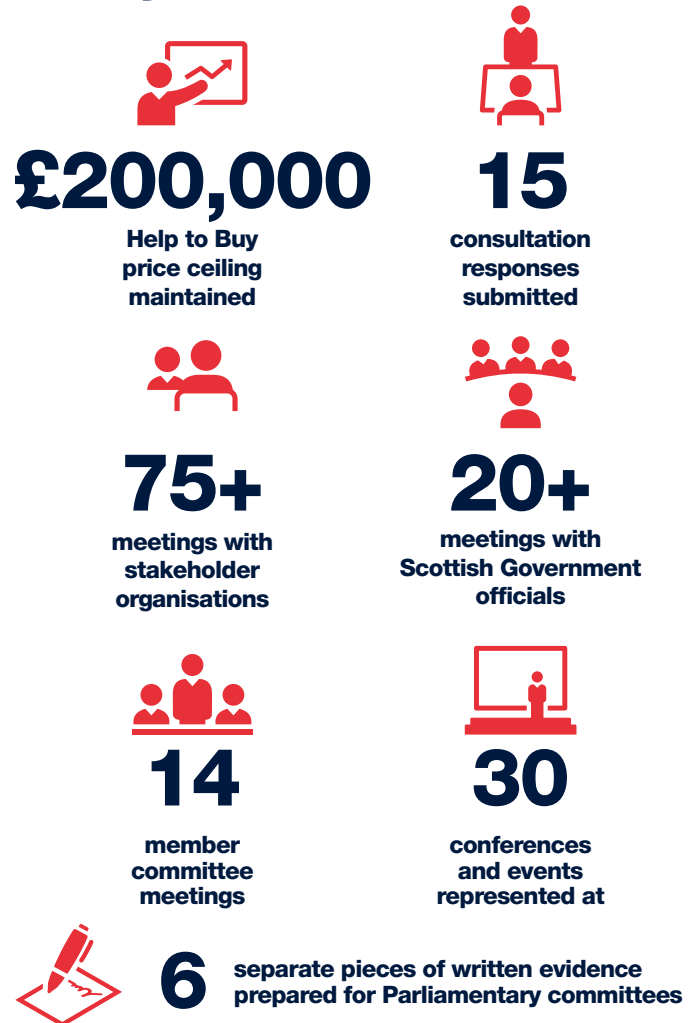 £200,000
Help to Buy
price ceiling
maintained
15
consultation
responses
submitted
75+
meetings with
stakeholder
organisations
20+
meetings with
Scottish Government
officials
14
member
committee
meetings
30
conferences
and events
represented at
6
separate pieces of written evidence
prepared for Parliamentary committees